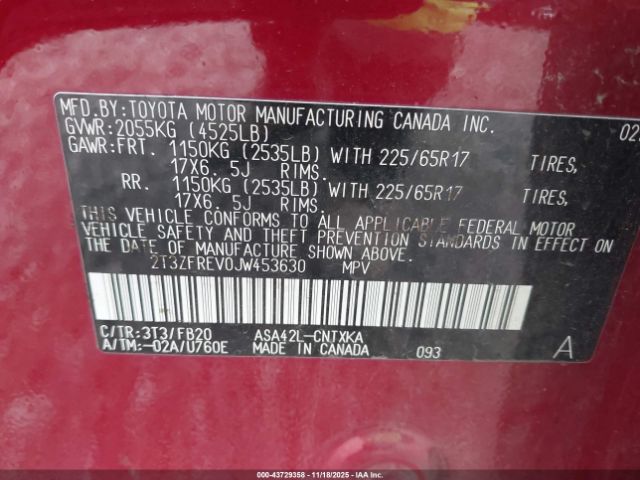 MFD.BY:TOYOTA MOTOR MANUFACTURING CANADA INC.
GVWR:2055KG (4525LB)
GAWR:FRT. 1150KG (2535LB) WITH 225/65R17 TIRES,
17X6. 5J RIMS.
RR. 1150KG (2535LB) WITH 225/65R17 TIRES,
17X6. 5J RIMS.
THIS VEHICLE CONFORMS TO ALL APPLICABLE FEDERAL MOTOR
VEHICLE SAFETY AND THEFT PREVENTION STANDARDS IN EFFECT ON
THE DATE OF MANUFACTURE SHOWN ABOVE.
2T3ZFREV0JW453630 MPV
C/TR:3T3/FB20 ASA42L-CNTXKA
A/TM:-02A/U760E MADE IN CANADA 093 A
000-43729358 - 11/18/2025 - IAAI.COM